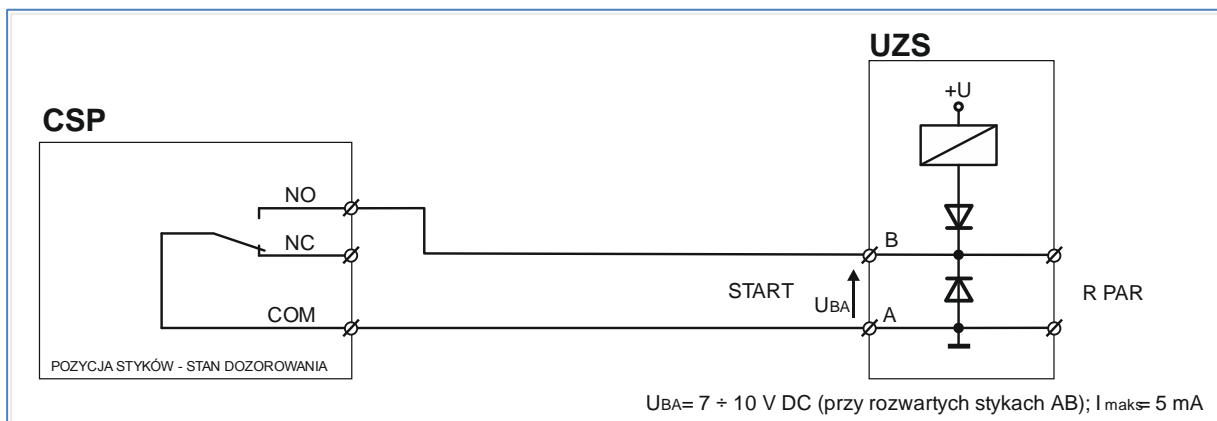 UZS
+U
CSP
NO
NC
B
START
UBA
R PAR
COM
A
POZYCJA STYKÓW - STAN DOZOROWANIA
UBA= 7 ÷ 10 V DC (przy rozwartych stykach AB); I maks= 5 mA